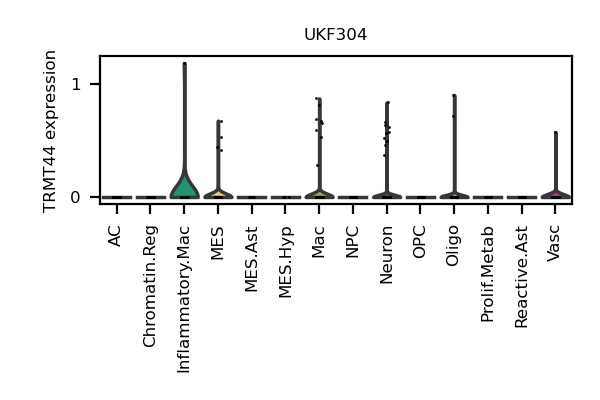 UKF304
TRMT44 expression
1
0
AC
Chromatin.Reg
Inflammatory.Mac
MES
MES.Ast
MES.Hyp
Mac
NPC
Neuron
OPC
Oligo
Prolif.Metab
Reactive.Ast
Vasc